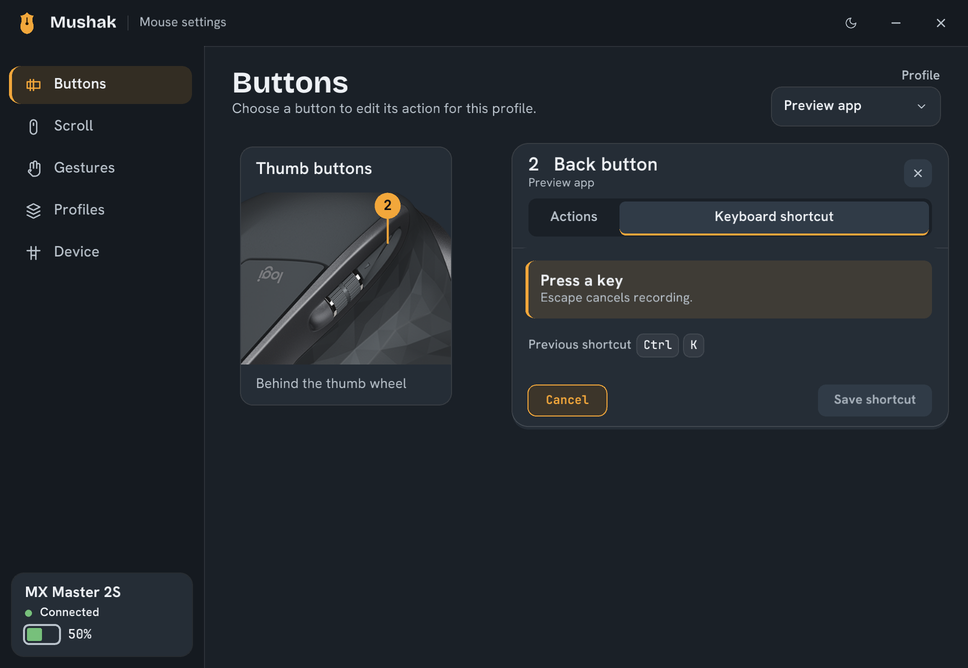 Mushak
Mouse settings
Buttons
Scroll
Gestures
Profiles
Device
MX Master 2S
Connected
50%
Buttons
Choose a button to edit its action for this profile.
Profile
Preview app
Thumb buttons
2
logi
Behind the thumb wheel
2 Back button
Preview app
Actions
Keyboard shortcut
Press a key
Escape cancels recording.
Previous shortcut Ctrl K
Cancel
Save shortcut